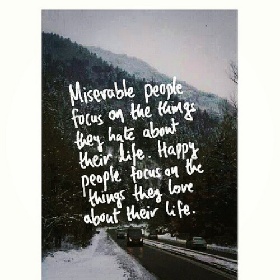 Miserable people
focus on the things
they hate about
their life. Happy
people focus on the
things they love
about their life.